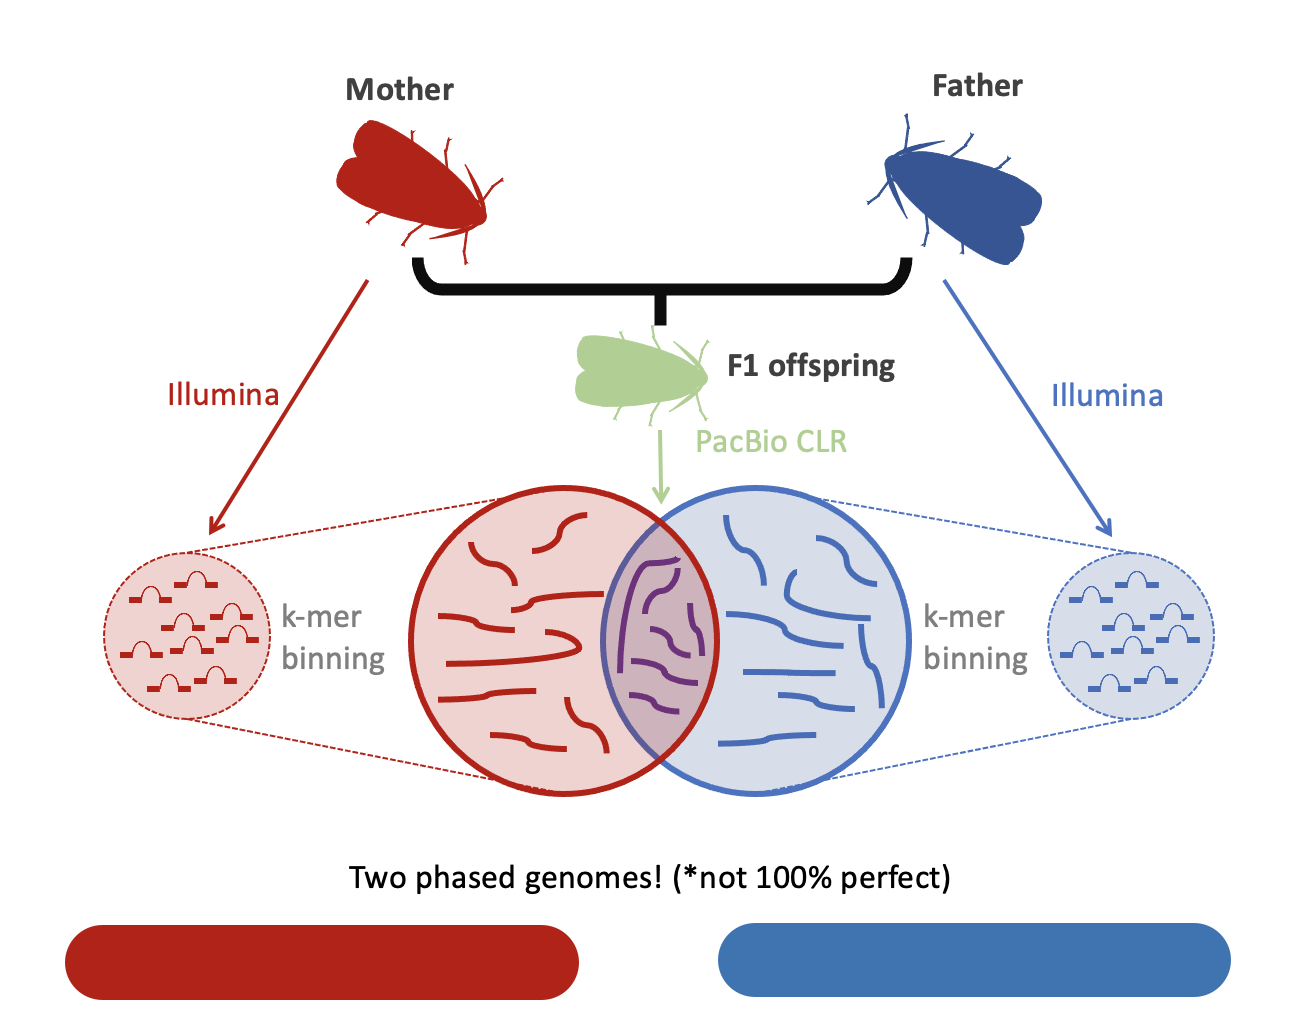 Mother
Father
F1 offspring
Illumina
Illumina
PacBio CLR
k-mer
binning
k-mer
binning
Two phased genomes! (*not 100% perfect)